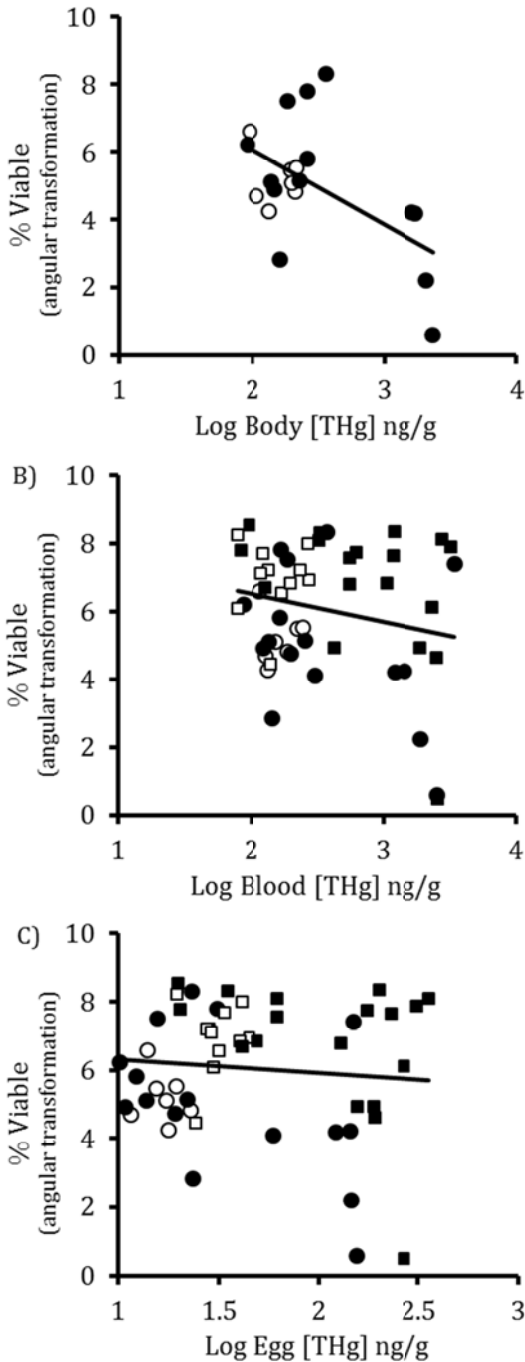 10
8
6
4
2
0
% Viable
(angular transformation)
1 2 3 4
Log Body [THg] ng/g
B)
10
8
6
4
2
0
% Viable
(angular transformation)
1 2 3 4
Log Blood [THg] ng/g
C)
10
8
6
4
2
0
% Viable
(angular transformation)
1 1.5 2 2.5 3
Log Egg [THg] ng/g